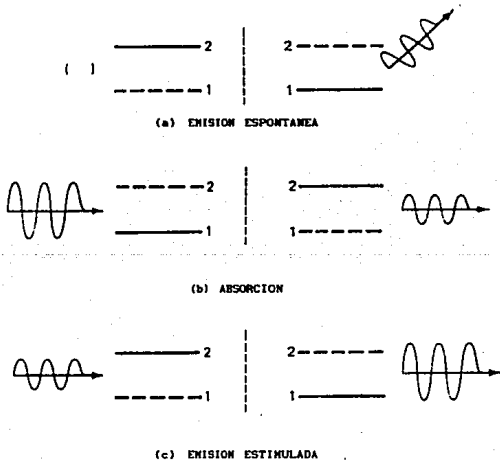 2 2
( ) 1 1
(a) EMISION ESPONTANEA
2 2
1 1
(b) ABSORCION
2 2
1 1
(c) EMISION ESTIMULADA